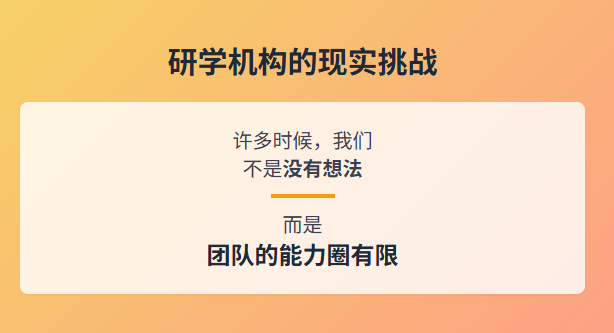 研学机构的现实挑战
许多时候，我们
不是没有想法
而是
团队的能力圈有限